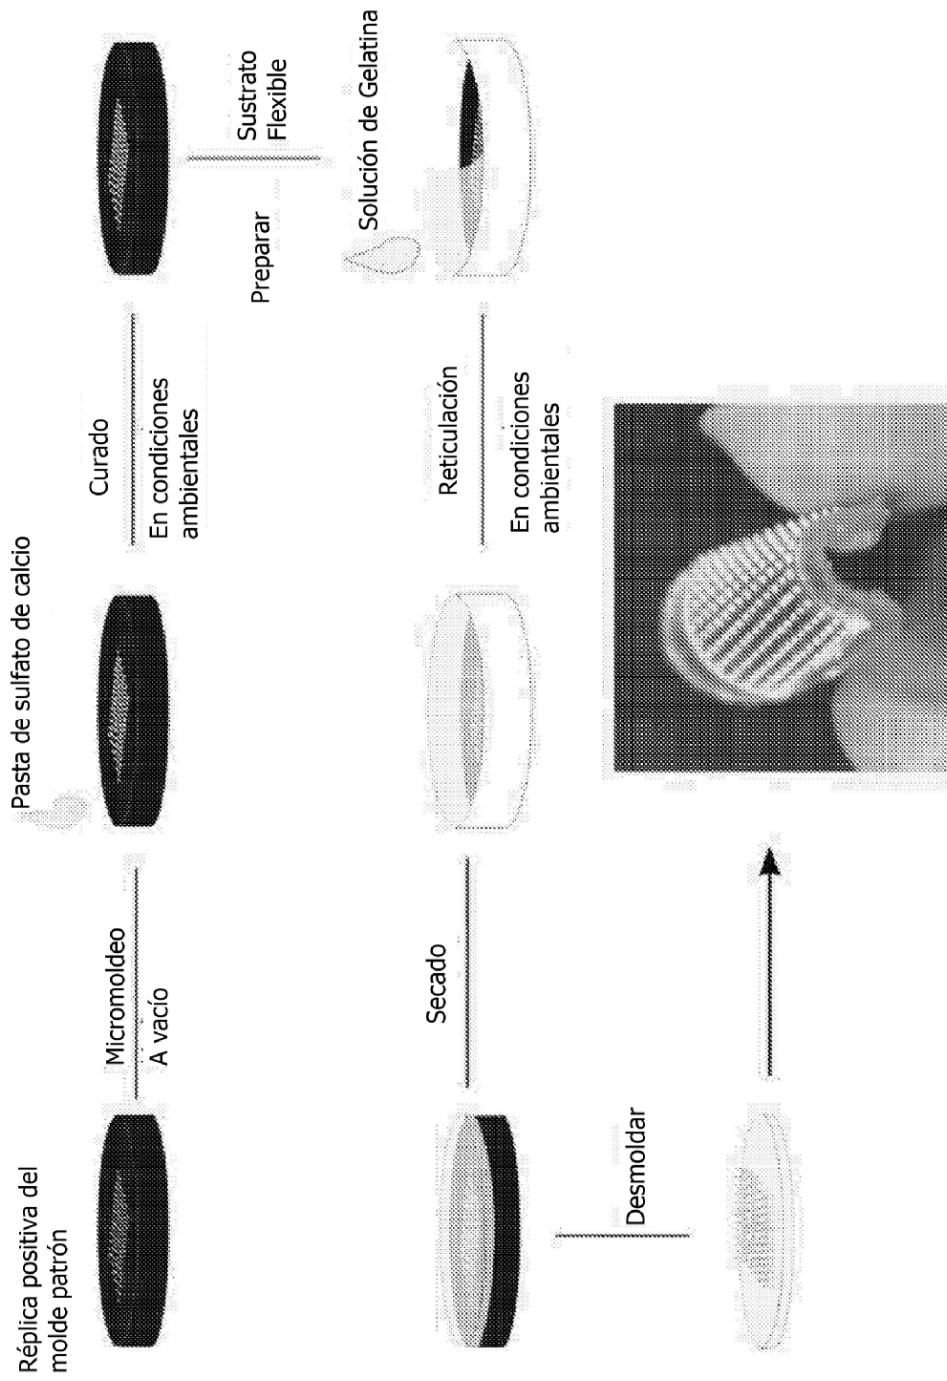 Réplica positiva del
molde patrón
Micromoldeo
A vacío
Pasta de sulfato de calcio
Curado
En condiciones
ambientales
Preparar
Sustrato
Flexible
Solución de Gelatina
Reticulación
En condiciones
ambientales
Secado
Desmoldar